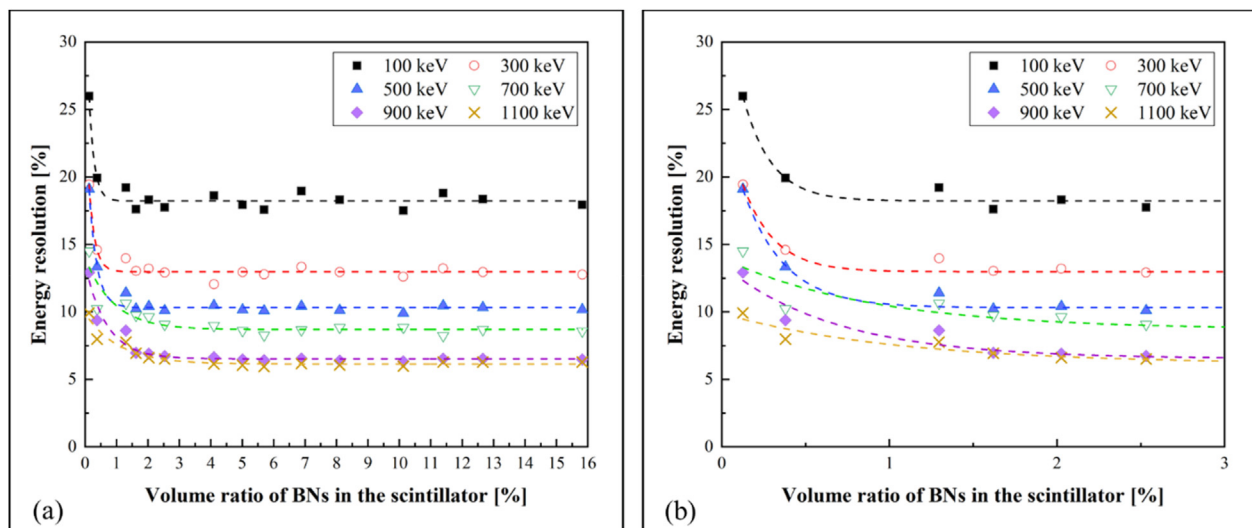 30
25
20
15
10
5
0
Energy resolution [%]
100 keV 300 keV
500 keV 700 keV
900 keV 1100 keV
0 1 2 3 4 5 6 7 8 9 10 11 12 13 14 15 16
Volume ratio of BNs in the scintillator [%]
(a)
30
25
20
15
10
5
0
Energy resolution [%]
100 keV 300 keV
500 keV 700 keV
900 keV 1100 keV
0 1 2 3
Volume ratio of BNs in the scintillator [%]
(b)